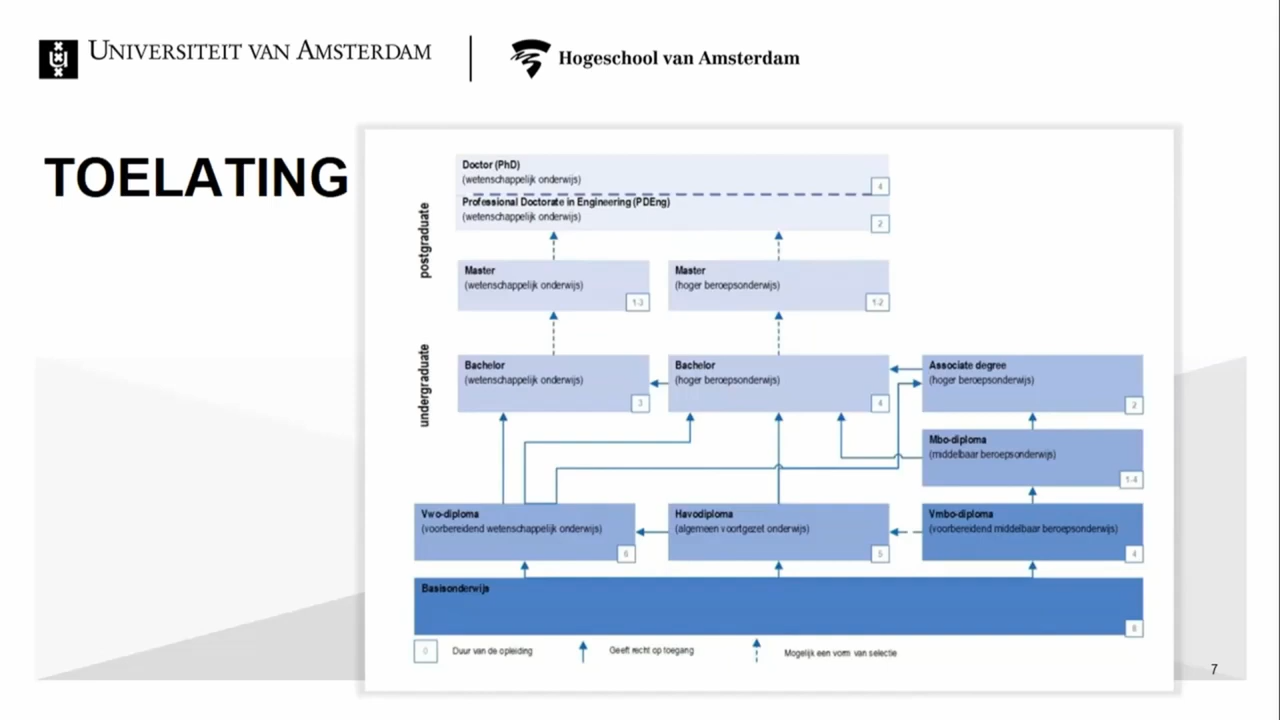 UNIVERSITEIT VAN AMSTERDAM
Hogeschool van Amsterdam
TOELATING
postgraduate
undergraduate
Doctor (PhD)
(wetenschappelijk onderwijs)
4
Professional Doctorate in Engineering (PDEng)
(wetenschappelijk onderwijs)
2
Master
(wetenschappelijk onderwijs)
1-3
Master
(hoger beroepsonderwijs)
1-2
Bachelor
(wetenschappelijk onderwijs)
3
Bachelor
(hoger beroepsonderwijs)
4
Associate degree
(hoger beroepsonderwijs)
2
Mbo-diploma
(middelbaar beroepsonderwijs)
1-4
Vwo-diploma
(voorbereidend wetenschappelijk onderwijs)
6
Havodiploma
(algemeen voortgezet onderwijs)
5
Vmbo-diploma
(voorbereidend middelbaar beroepsonderwijs)
4
Basisonderwijs
8
0 Duur van de opleiding
Geeft recht op toegang
Mogelijk een vorm van selectie
7